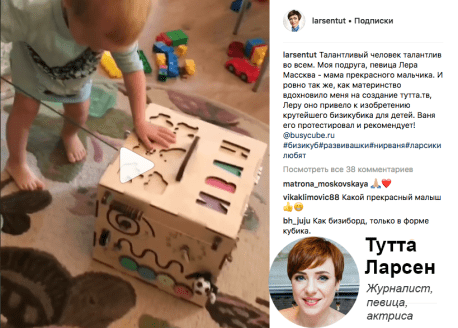 larsentut • Подписки
larsentut Талантливый человек талантлив
во всем. Моя подруга, певица Лера
Массква - мама прекрасного мальчика. И
ровно так же, как материнство
вдохновило меня на создание тутта.тв,
Леру оно привело к изобретению
крутейшего бизикубика для детей. Ваня
его протестировал и рекомендует!
@busycube.ru
#бизикуб#развивашки#нирваня#ларсики
любят
Посмотреть все 38 комментариев
matrona_moskovskaya 🙏🏻❤️
vikaklimovic88 Какой прекрасный малыш
👍😊
bh_juju Как бизиборд, только в форме
кубика.
Тутта
Ларсен
Журналист,
певица,
актриса